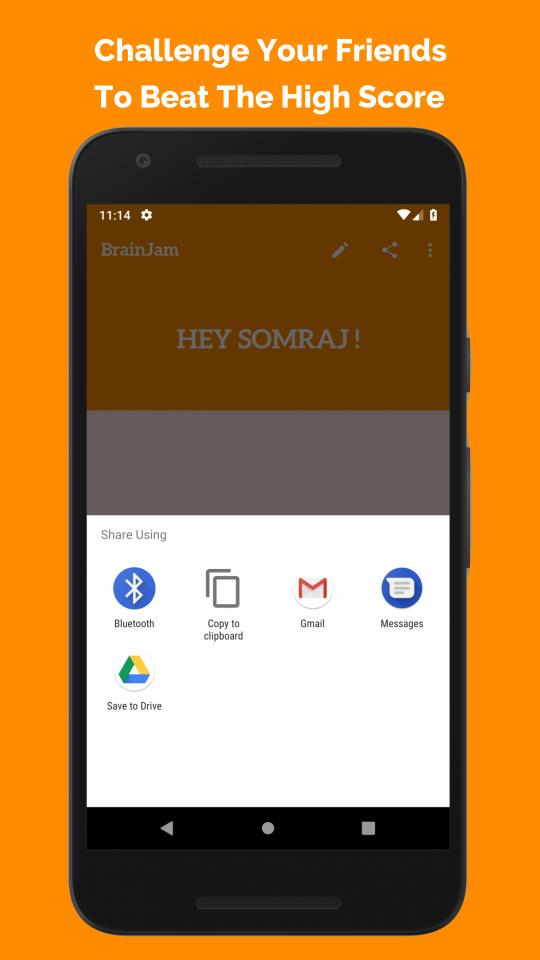 Challenge Your Friends
To Beat The High Score
11:14
BrainJam
HEY SOMRAJ !
Share Using
Bluetooth
Copy to
clipboard
Gmail
Messages
Save to Drive